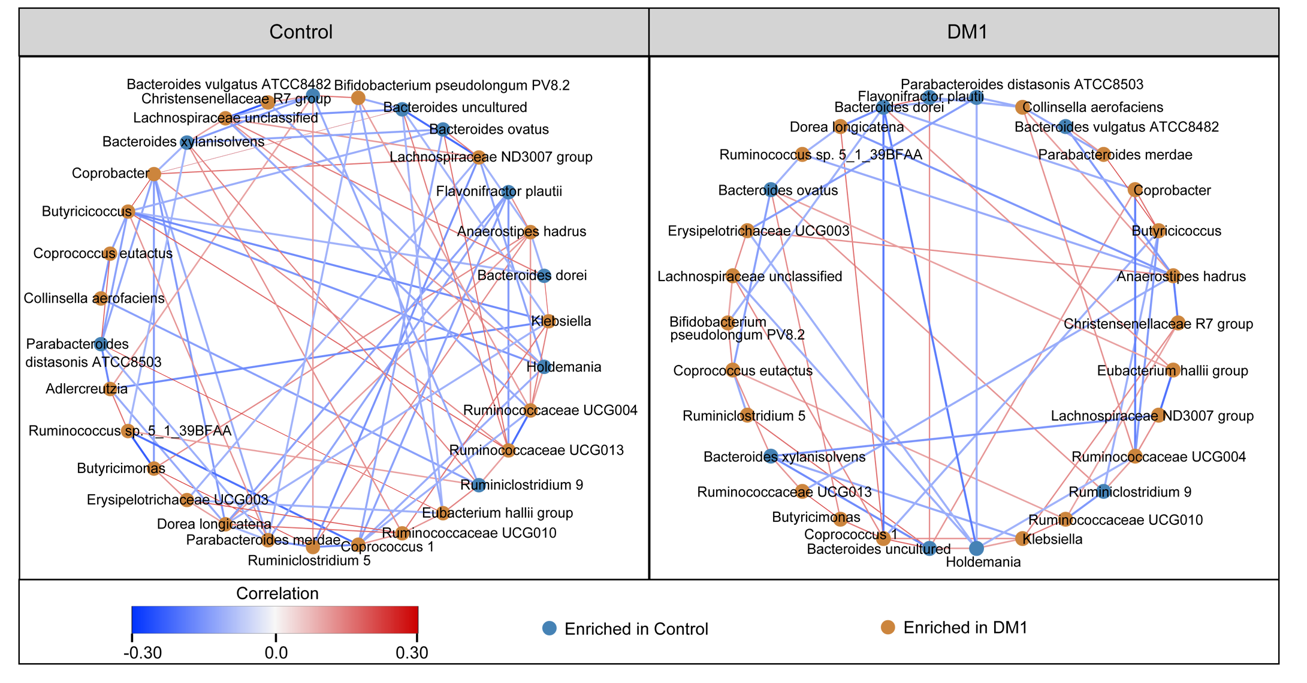 Control
DM1
Bacteroides vulgatus ATCC8482
Bifidobacterium pseudolongum PV8.2
Christensenellaceae R7 group
Bacteroides uncultured
Lachnospiraceae unclassified
Bacteroides ovatus
Bacteroides xylanisolvens
Lachnospiraceae ND3007 group
Coprobacter
Flavonifractor plautii
Butyricicoccus
Anaerostipes hadrus
Coprococcus eutactus
Bacteroides dorei
Collinsella aerofaciens
Klebsiella
Parabacteroides
distasonis ATCC8503
Holdemania
Adlercreutzia
Ruminococcaceae UCG004
Ruminococcus sp. 5_1_39BFAA
Ruminococcaceae UCG013
Butyricimonas
Ruminiclostridium 9
Erysipelotrichaceae UCG003
Eubacterium hallii group
Dorea longicatena
Ruminococcaceae UCG010
Parabacteroides merdae
Coprococcus 1
Ruminiclostridium 5
Parabacteroides distasonis ATCC8503
Flavonifractor plautii
Bacteroides dorei
Collinsella aerofaciens
Dorea longicatena
Bacteroides vulgatus ATCC8482
Ruminococcus sp. 5_1_39BFAA
Parabacteroides merdae
Bacteroides ovatus
Coprobacter
Erysipelotrichaceae UCG003
Butyricicoccus
Lachnospiraceae unclassified
Anaerostipes hadrus
Bifidobacterium
pseudolongum PV8.2
Christensenellaceae R7 group
Coprococcus eutactus
Eubacterium hallii group
Ruminiclostridium 5
Lachnospiraceae ND3007 group
Bacteroides xylanisolvens
Ruminococcaceae UCG004
Ruminococcaceae UCG013
Ruminiclostridium 9
Butyricimonas
Ruminococcaceae UCG010
Coprococcus 1
Klebsiella
Bacteroides uncultured
Holdemania
Correlation
-0.30
0.0
0.30
Enriched in Control
Enriched in DM1